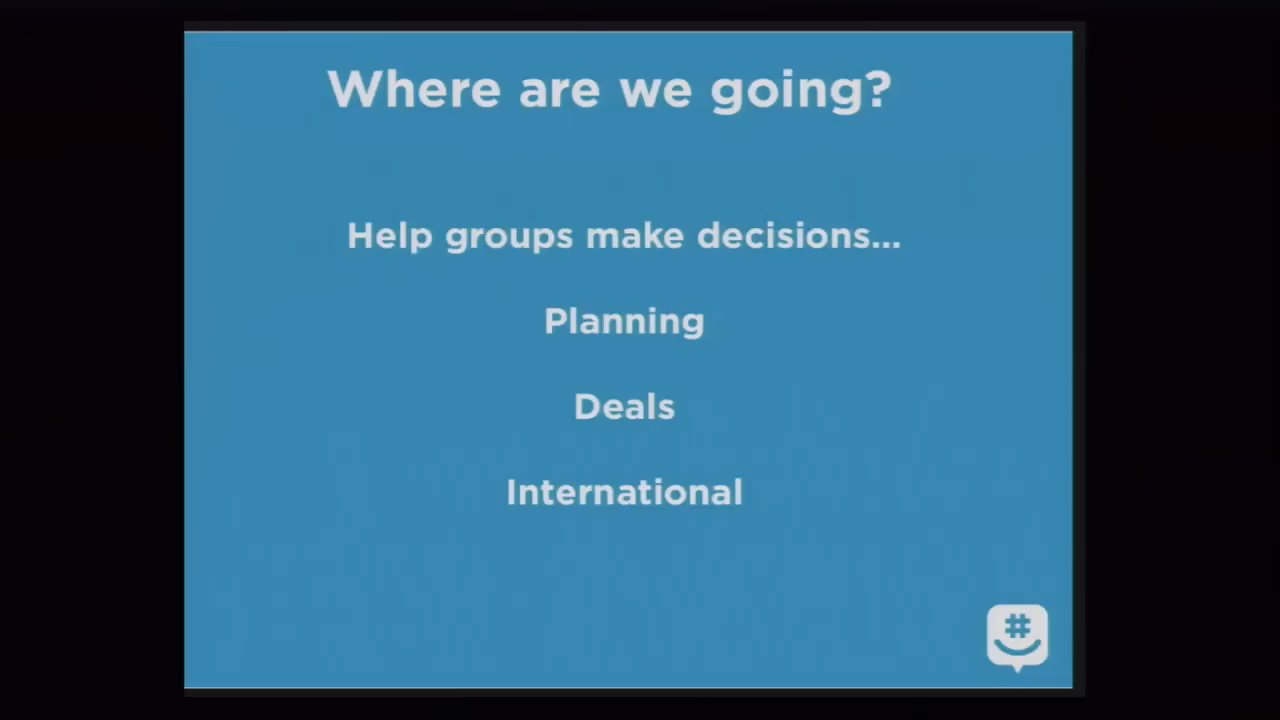 Where are we going?
Help groups make decisions...
Planning
Deals
International
#